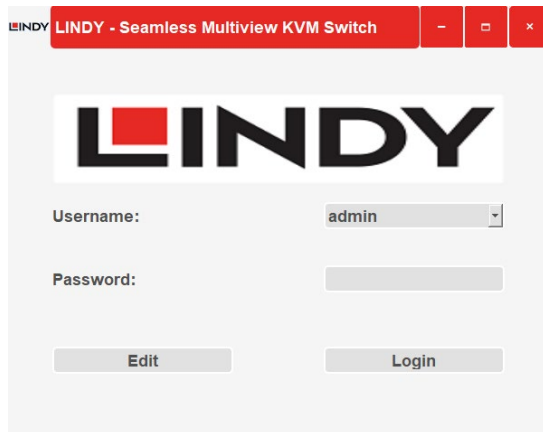 LINDY LINDY - Seamless Multiview KVM Switch
LINDY
Username: admin
Password:
Edit Login